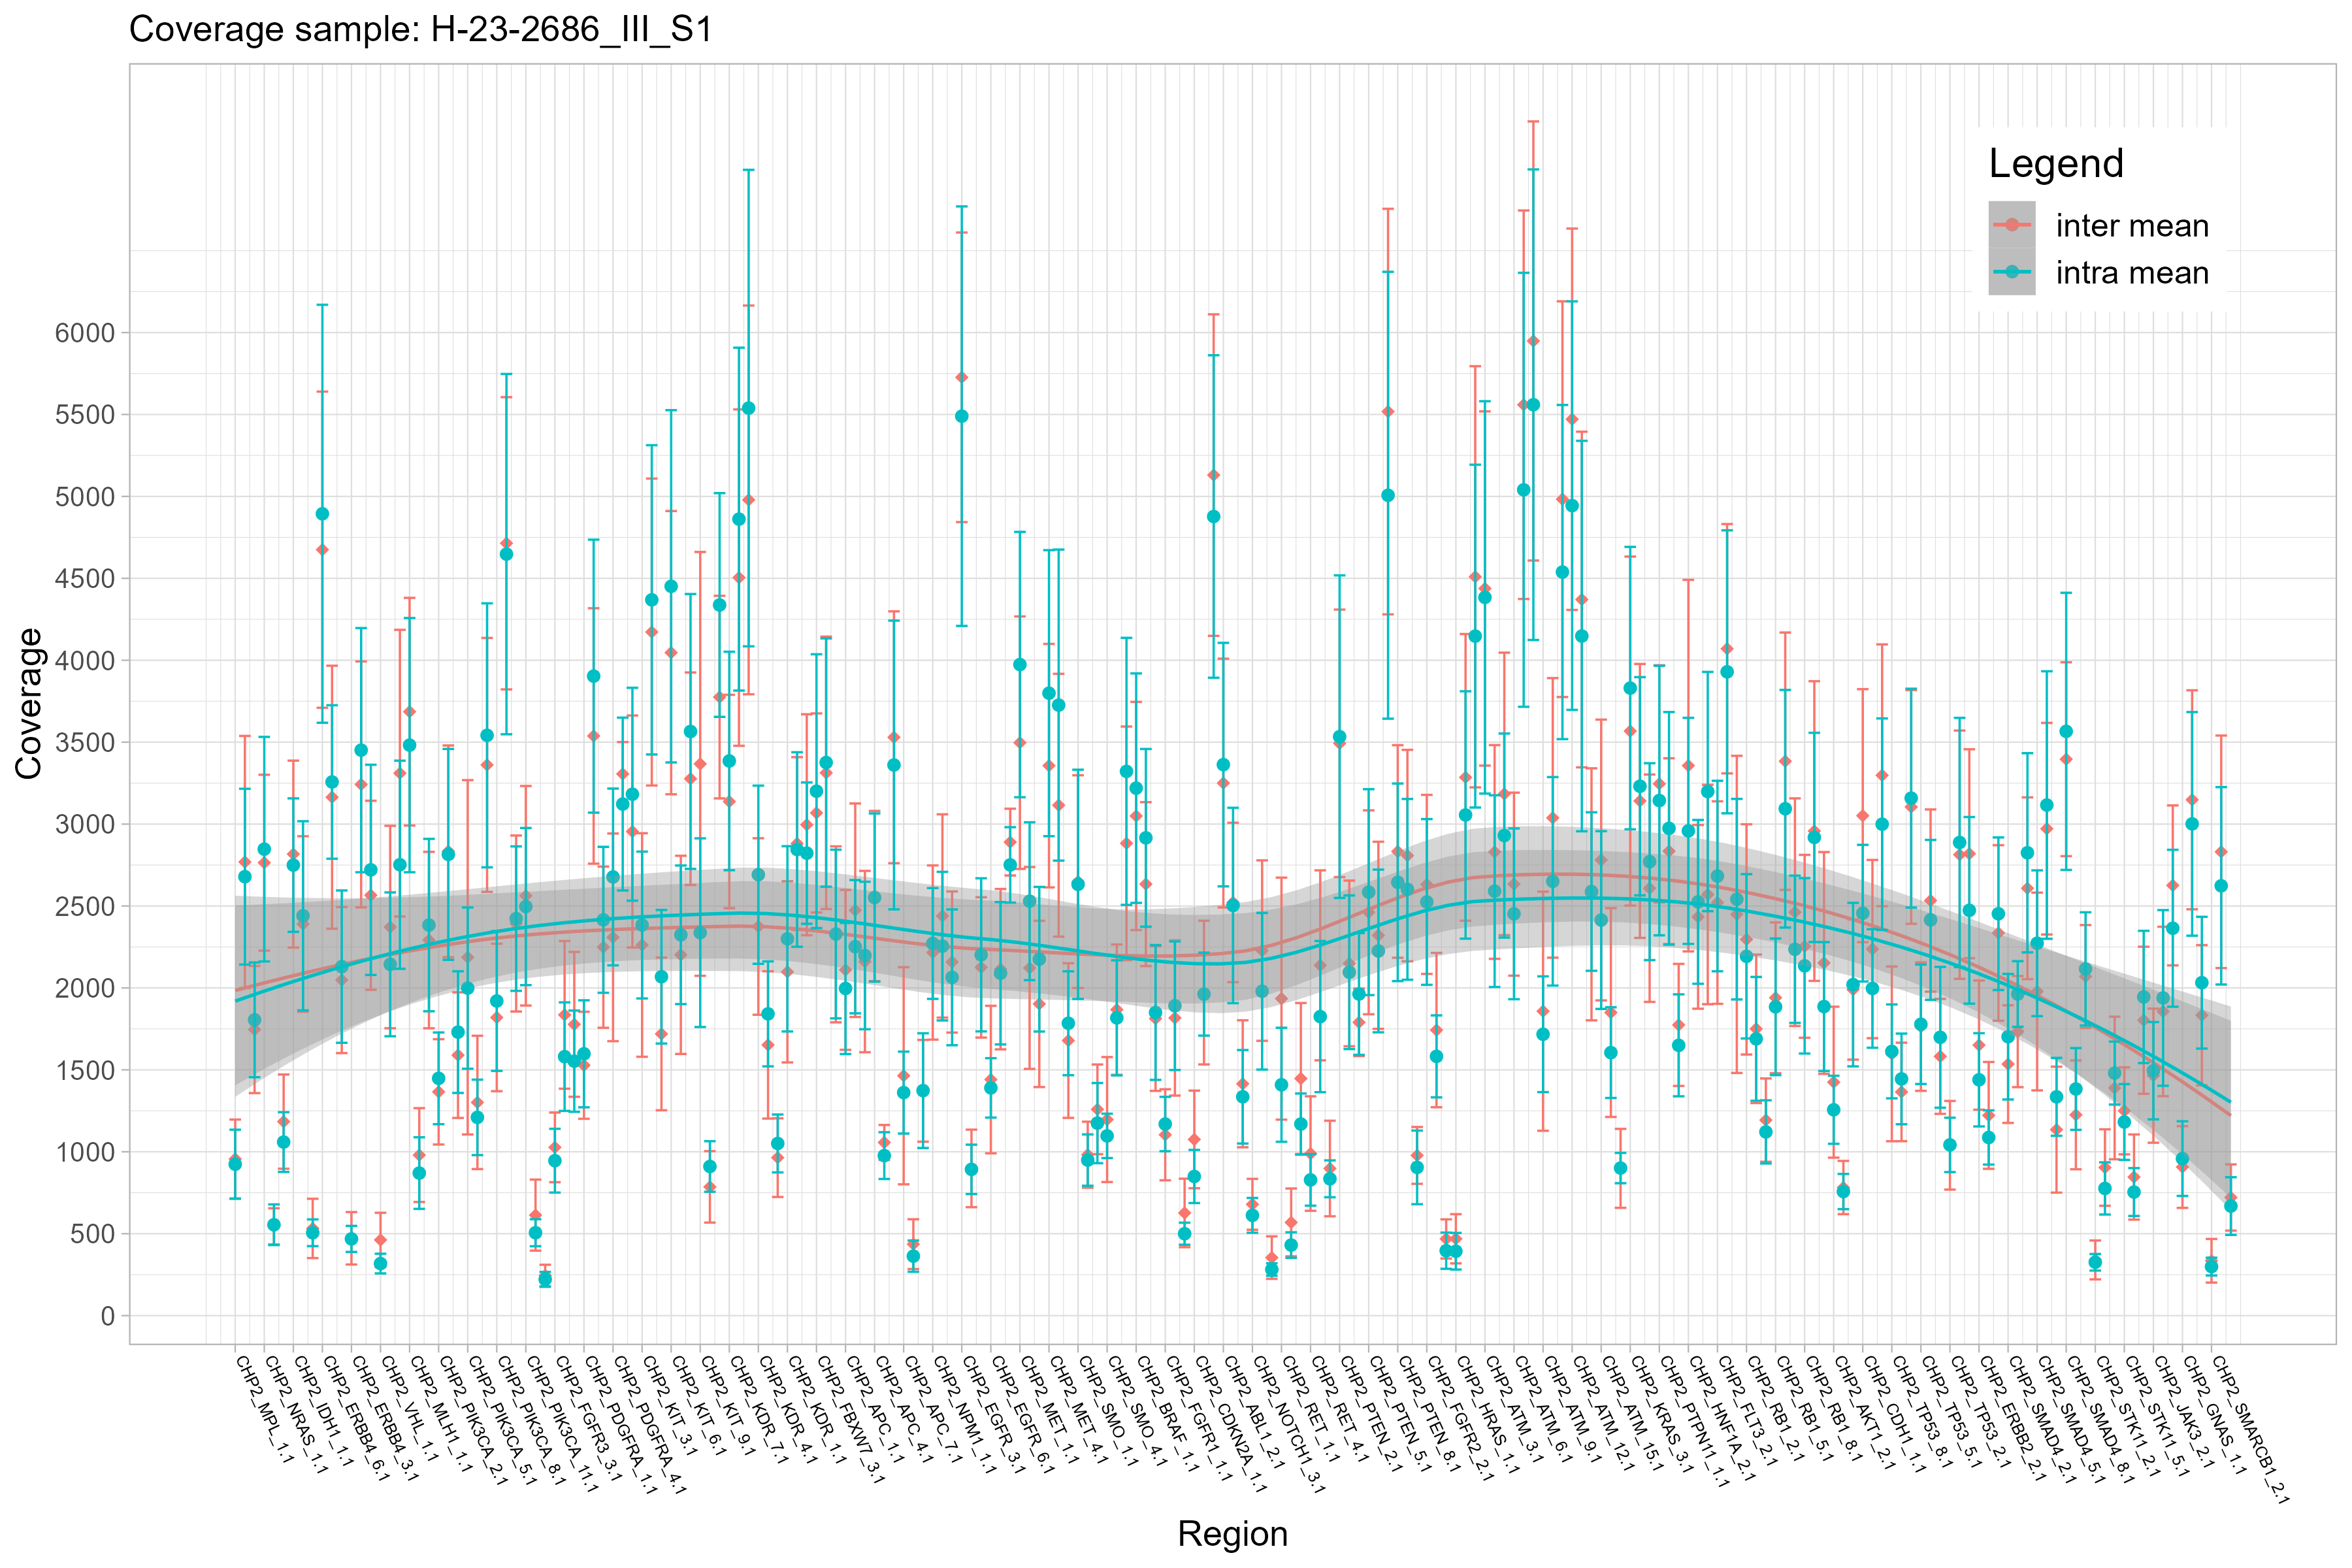 Coverage sample: H-23-2686_III_S1
Legend
inter mean
intra mean
Coverage
6000
5500
5000
4500
4000
3500
3000
2500
2000
1500
1000
500
0
CHP2_MPL_1.1
CHP2_NRAS_1.1
CHP2_IDH1_1.1
CHP2_ERBB4_6.1
CHP2_ERBB4_3.1
CHP2_VHL_1.1
CHP2_MLH1_1.1
CHP2_PIK3CA_2.1
CHP2_PIK3CA_5.1
CHP2_PIK3CA_8.1
CHP2_PIK3CA_11.1
CHP2_FGFR3_3.1
CHP2_PDGFRA_1.1
CHP2_PDGFRA_4.1
CHP2_KIT_3.1
CHP2_KIT_6.1
CHP2_KIT_9.1
CHP2_KDR_7.1
CHP2_KDR_4.1
CHP2_KDR_1.1
CHP2_FBXW7_3.1
CHP2_APC_1.1
CHP2_APC_4.1
CHP2_APC_7.1
CHP2_NPM1_1.1
CHP2_EGFR_3.1
CHP2_EGFR_6.1
CHP2_MET_1.1
CHP2_MET_4.1
CHP2_SMO_1.1
CHP2_SMO_4.1
CHP2_BRAF_1.1
CHP2_FGFR1_1.1
CHP2_CDKN2A_1.1
CHP2_ABL1_2.1
CHP2_NOTCH1_3.1
CHP2_RET_1.1
CHP2_RET_4.1
CHP2_PTEN_2.1
CHP2_PTEN_5.1
CHP2_PTEN_8.1
CHP2_FGFR2_2.1
CHP2_HRAS_1.1
CHP2_ATM_3.1
CHP2_ATM_6.1
CHP2_ATM_9.1
CHP2_ATM_12.1
CHP2_ATM_15.1
CHP2_KRAS_3.1
CHP2_PTPN11_1.1
CHP2_HNF1A_2.1
CHP2_FLT3_2.1
CHP2_RB1_2.1
CHP2_RB1_5.1
CHP2_RB1_8.1
CHP2_AKT1_2.1
CHP2_CDH1_1.1
CHP2_TP53_8.1
CHP2_TP53_5.1
CHP2_TP53_2.1
CHP2_ERBB2_2.1
CHP2_SMAD4_2.1
CHP2_SMAD4_5.1
CHP2_SMAD4_8.1
CHP2_STK11_2.1
CHP2_STK11_5.1
CHP2_JAK3_2.1
CHP2_GNAS_1.1
CHP2_SMARCB1_2.1
Region